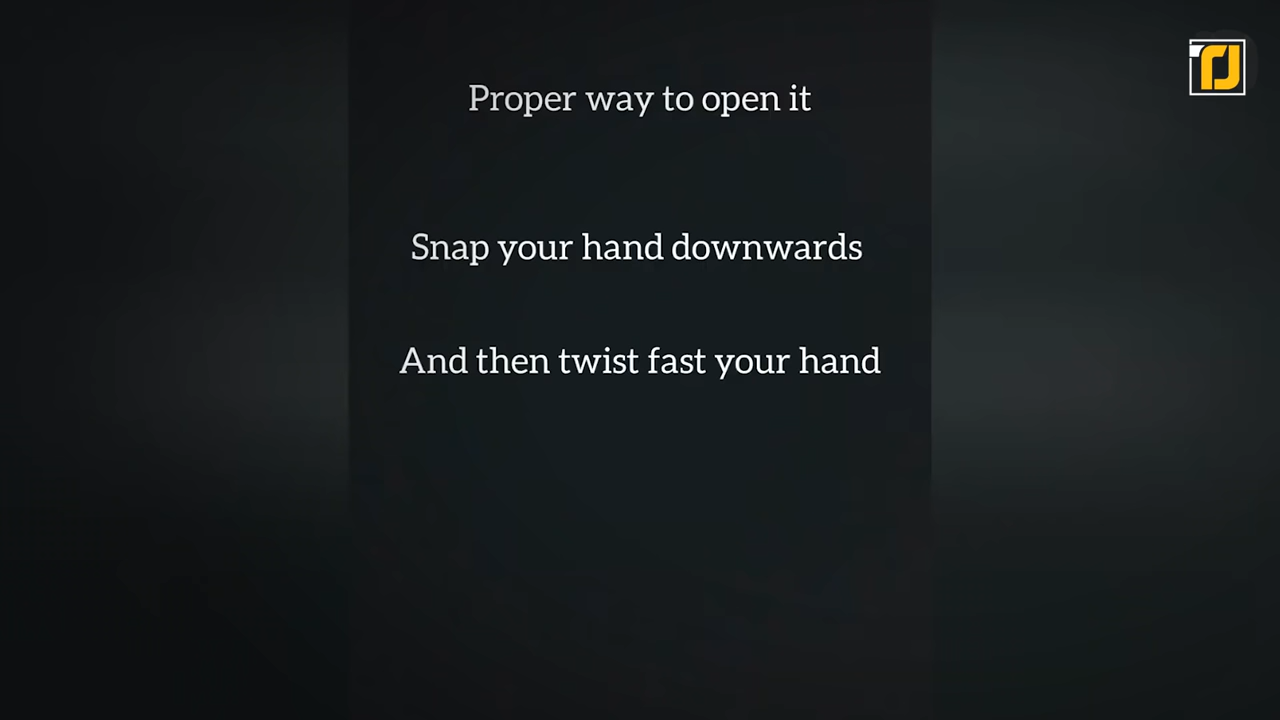 Proper way to open it
Snap your hand downwards
And then twist fast your hand